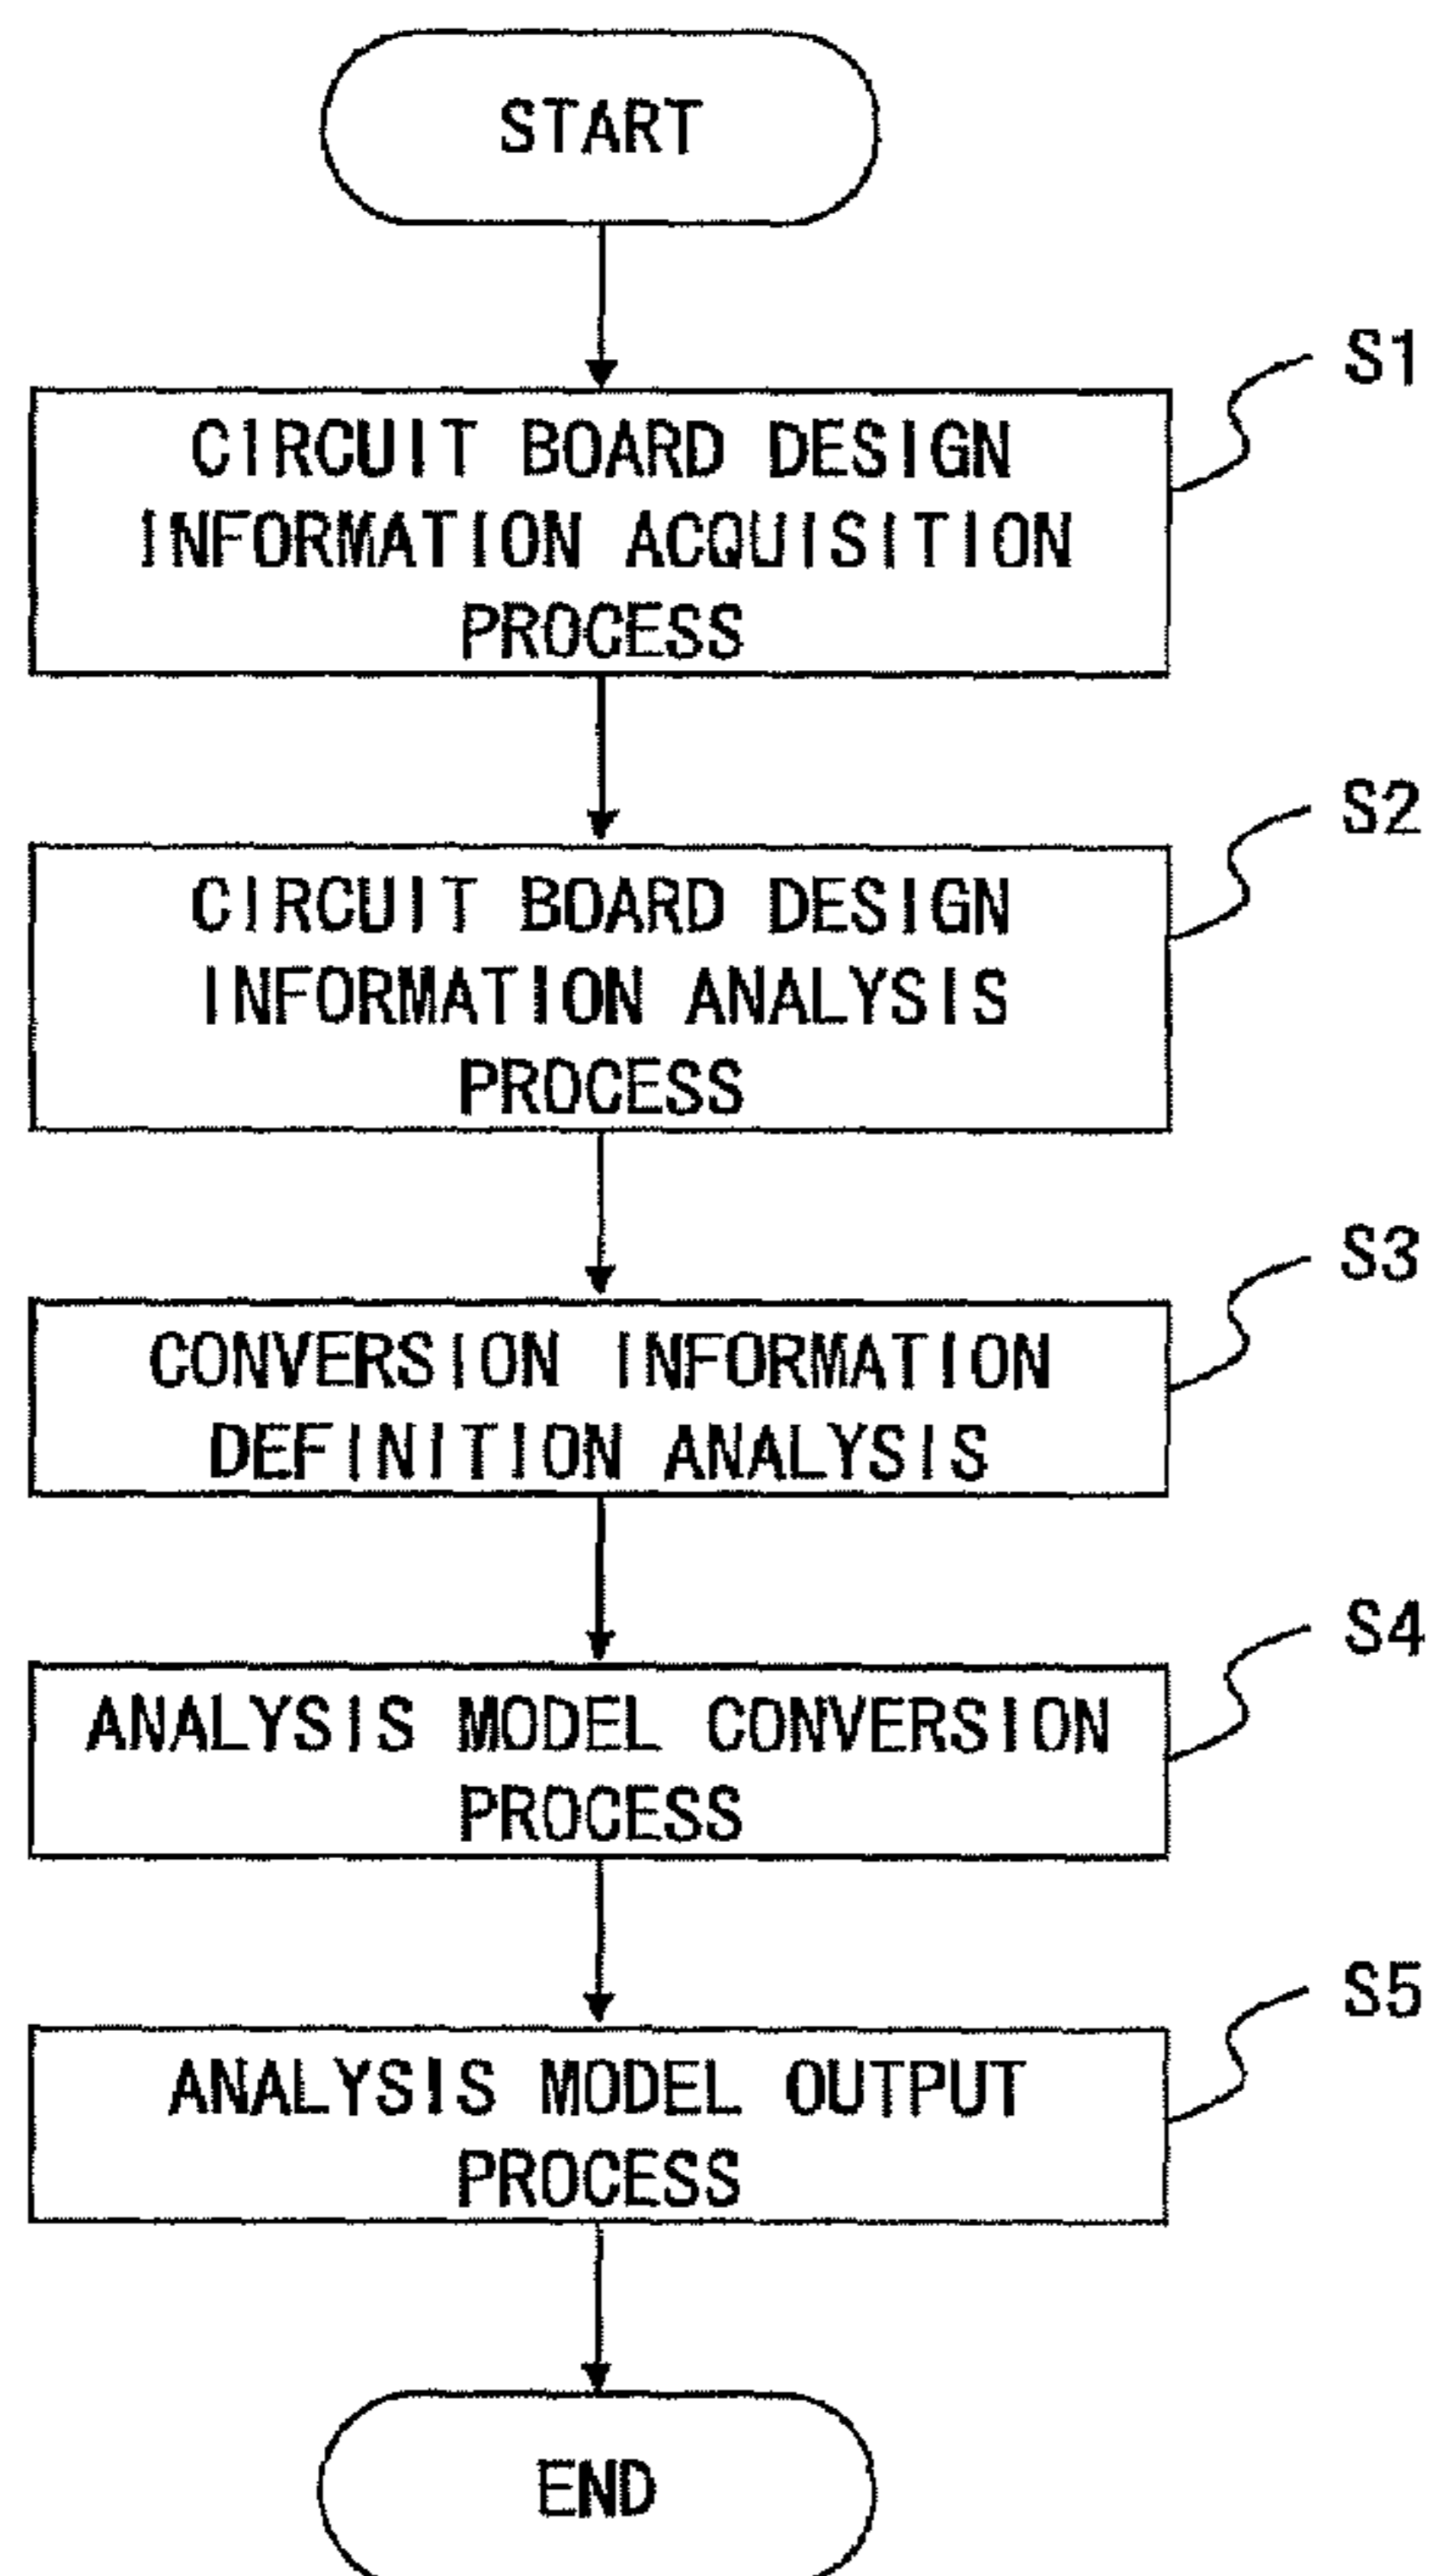 START
S1
CIRCUIT BOARD DESIGN
INFORMATION ACQUISITION
PROCESS
S2
CIRCUIT BOARD DESIGN
INFORMATION ANALYSIS
PROCESS
S3
CONVERSION INFORMATION
DEFINITION ANALYSIS
S4
ANALYSIS MODEL CONVERSION
PROCESS
S5
ANALYSIS MODEL OUTPUT
PROCESS
END